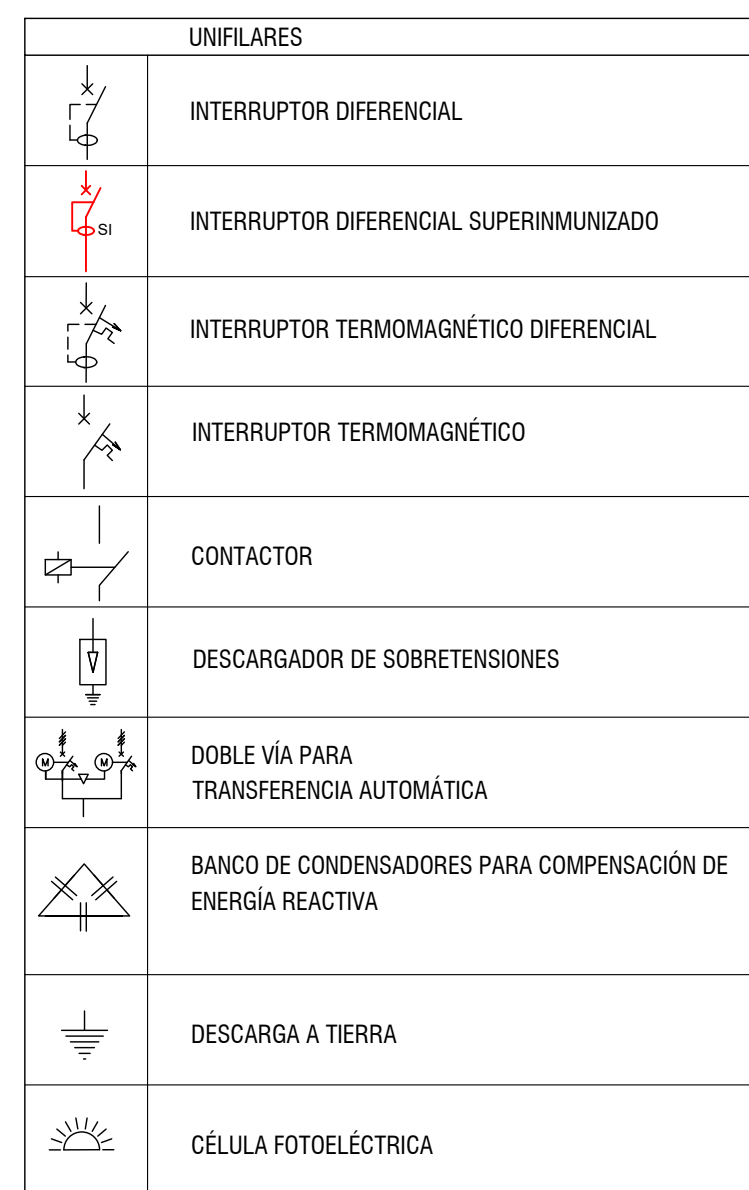 UNIFILARES
INTERRUPTOR DIFERENCIAL
SI
INTERRUPTOR DIFERENCIAL SUPERINMUNIZADO
INTERRUPTOR TERMOMAGNÉTICO DIFERENCIAL
INTERRUPTOR TERMOMAGNÉTICO
CONTACTOR
DESCARGADOR DE SOBRETENSIONES
M M
DOBLE VÍA PARA
TRANSFERENCIA AUTOMÁTICA
BANCO DE CONDENSADORES PARA COMPENSACIÓN DE
ENERGÍA REACTIVA
DESCARGA A TIERRA
CÉLULA FOTOELÉCTRICA